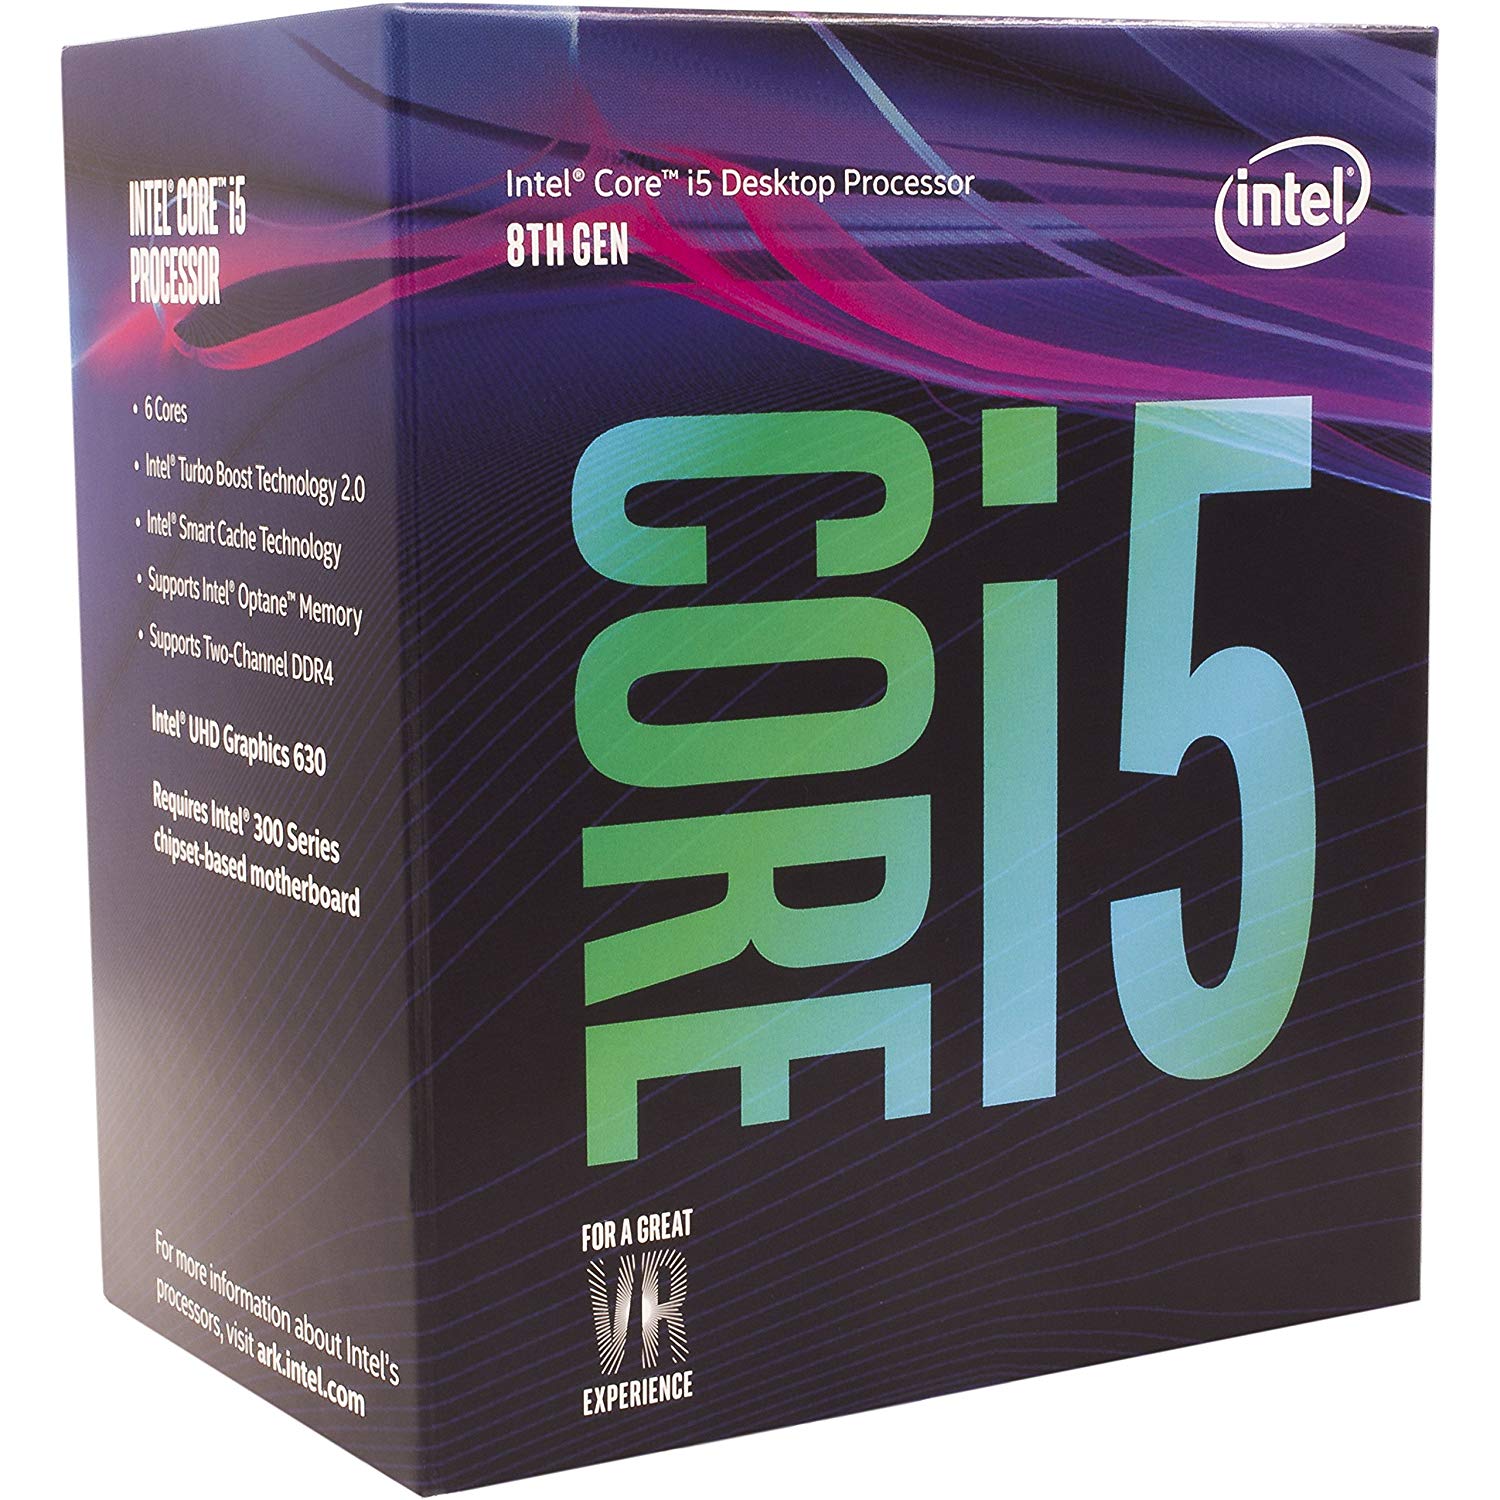 INTEL® CORE™ i5
PROCESSOR
• 6 Cores
• Intel® Turbo Boost Technology 2.0
• Intel® Smart Cache Technology
• Supports Intel® Optane™ Memory
• Supports Two-Channel DDR4
Intel® UHD Graphics 630
Requires Intel® 300 Series
chipset-based motherboard
For more information about Intel's
processors, visit ark.intel.com
Intel® Core™ i5 Desktop Processor
8TH GEN
intel®
CORE
i5
FOR A GREAT
VR
EXPERIENCE